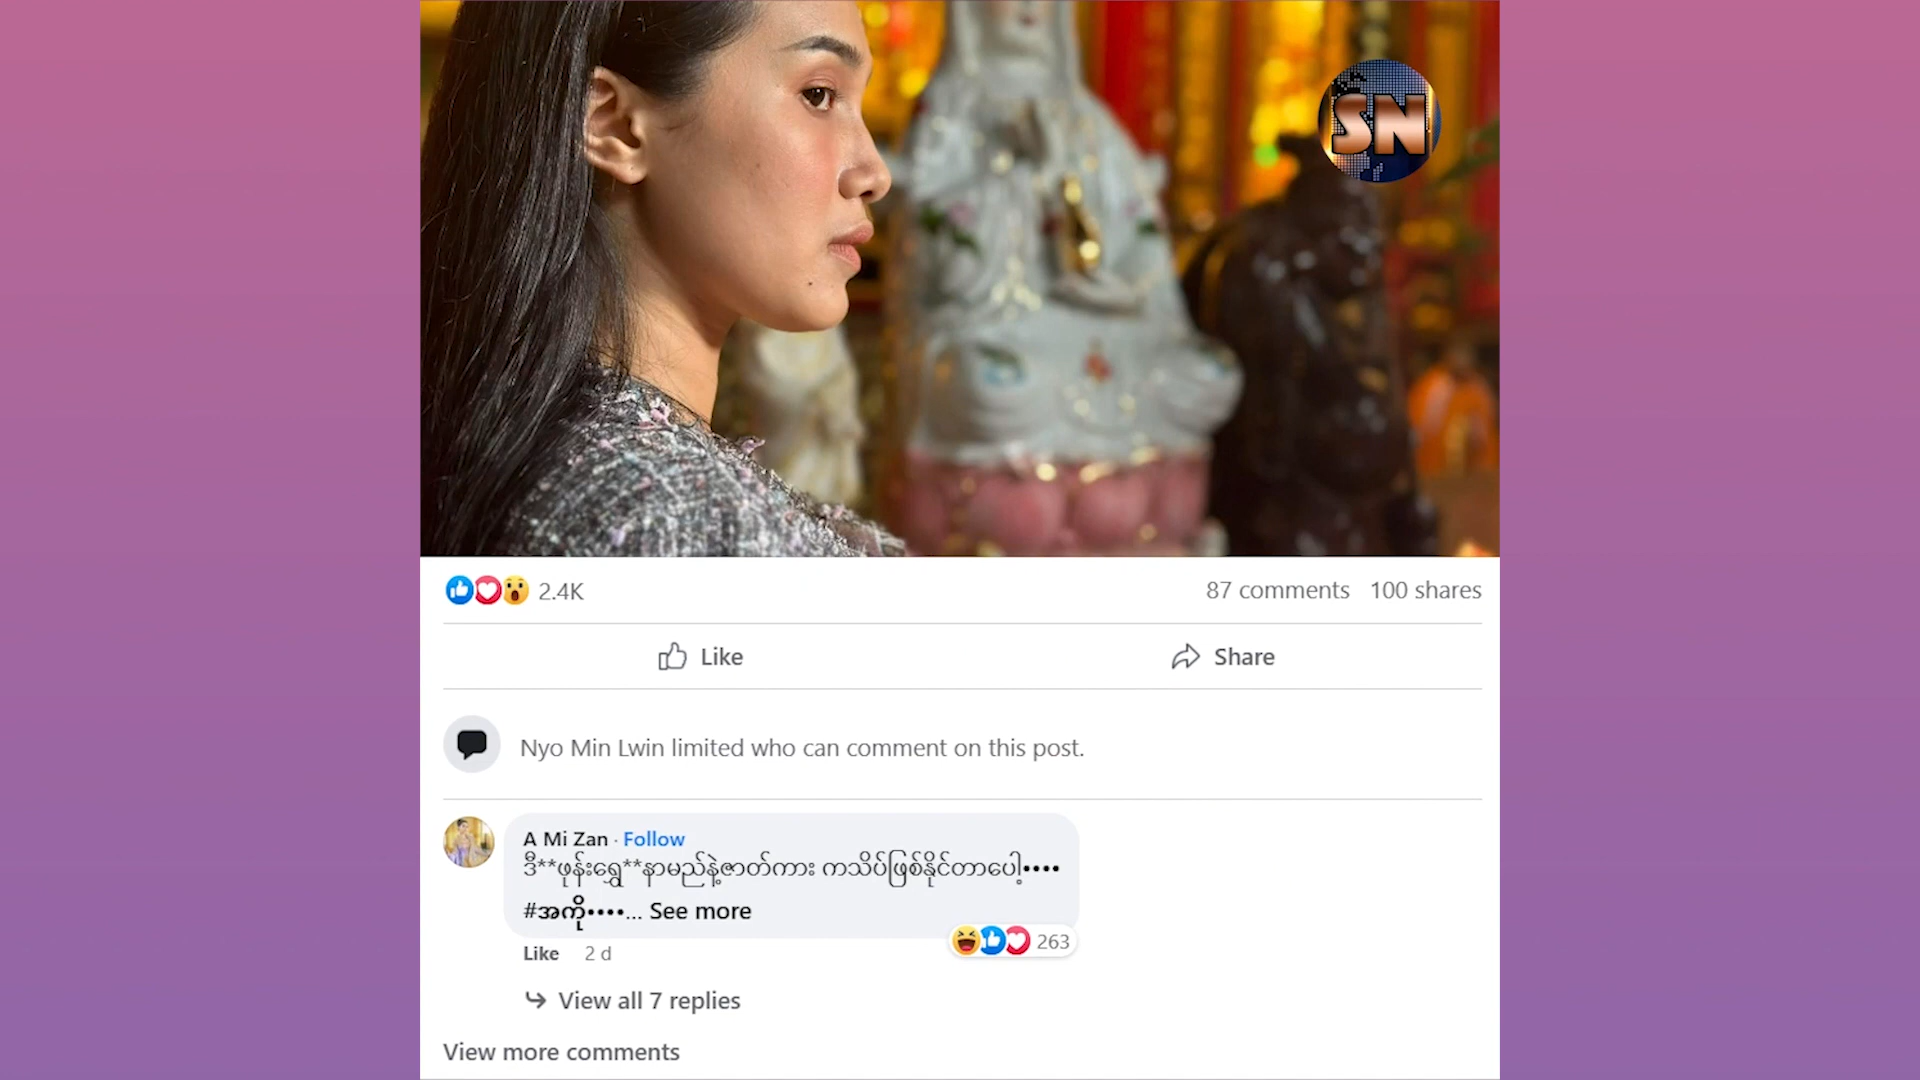 SN
2.4K
87 comments 100 shares
Like
Share
Nyo Min Lwin limited who can comment on this post.
A Mi Zan · Follow
ဒီ**ဖုန်းရွှေ**နာမည်နဲ့ဇာတ်ကား ကသိပ်ဖြစ်နိုင်တာပေါ့••••
#အကို••••... See more
263
Like 2 d
View all 7 replies
View more comments